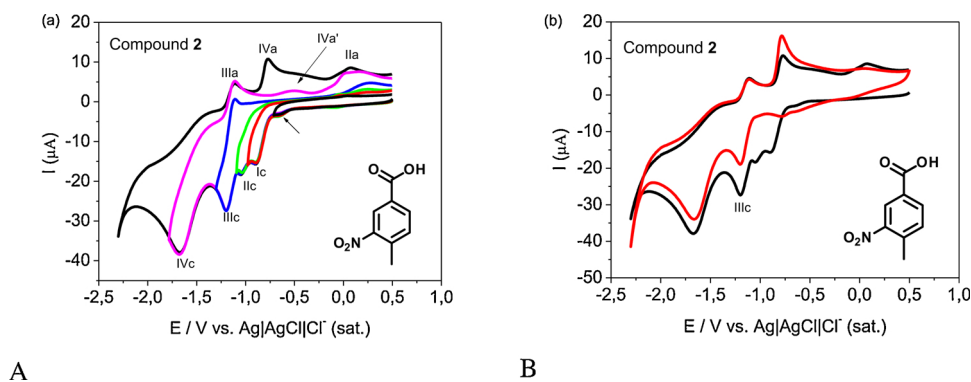 (a)
Compound 2
IVa
IVa'
IIa
IIIa
Ic
IIc
IIIc
IVc
I (µA)
20
10
0
-10
-20
-30
-40
-2,5 -2,0 -1,5 -1,0 -0,5 0,0 0,5 1,0
E / V vs. Ag|AgCl|Cl⁻ (sat.)
O
OH
O₂N
A
(b)
Compound 2
IIIc
I (µA)
20
10
0
-10
-20
-30
-40
-50
-2,5 -2,0 -1,5 -1,0 -0,5 0,0 0,5 1,0
E / V vs. Ag|AgCl|Cl⁻ (sat.)
O
OH
O₂N
B